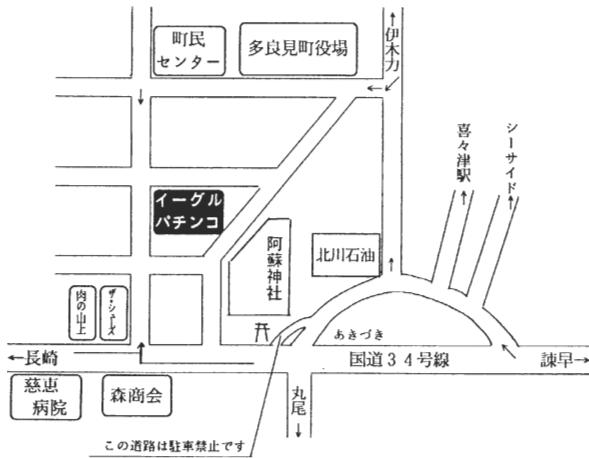 町民
センター
多良見町役場
伊木力
喜々津駅
シーサイド
イーグル
パチンコ
阿蘇神社
北川石油
肉の山上
ザ・シューズ
あきづき
長崎
国道34号線
諫早
慈恵
病院
森商会
丸尾
この道路は駐車禁止です